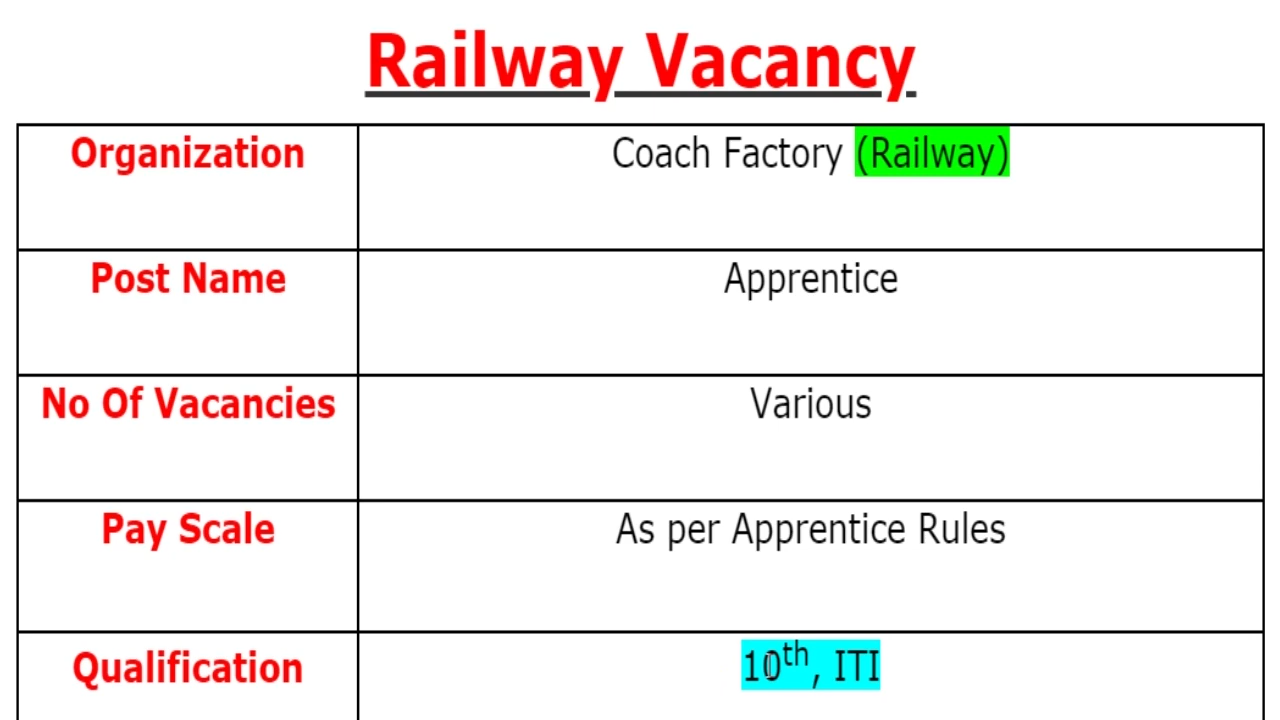 Railway Vacancy
Organization
Coach Factory (Railway)
Post Name
Apprentice
No Of Vacancies
Various
Pay Scale
As per Apprentice Rules
Qualification
10th, ITI